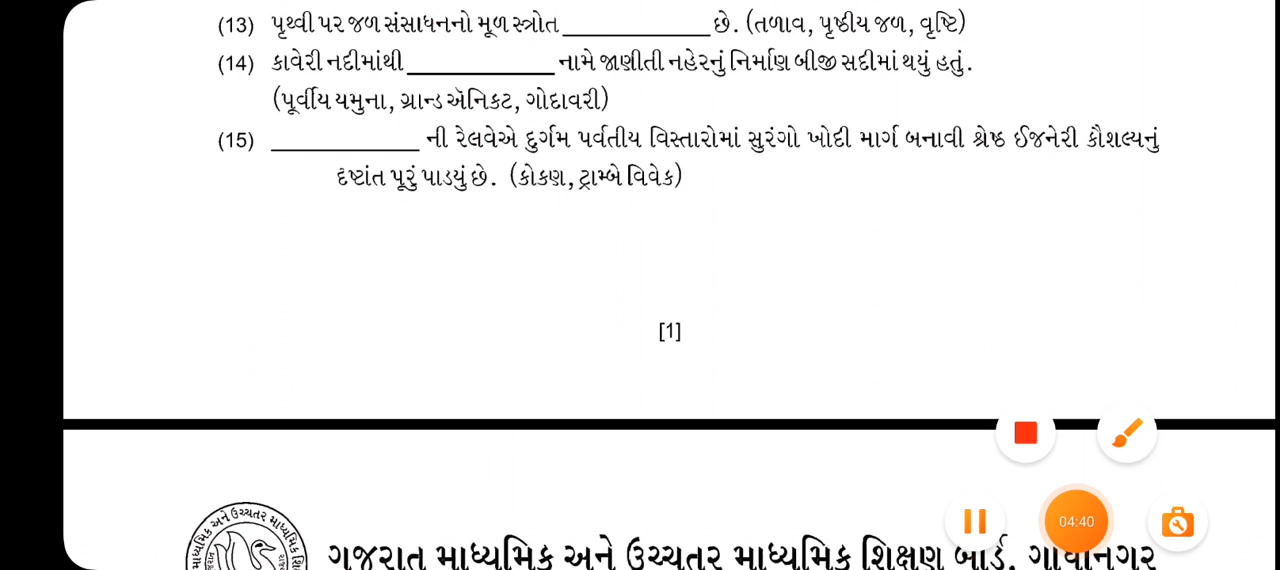 (13) પૃથ્વી પર જળ સંસાધનનો મૂળ સ્ત્રોત ____________ છે. (તળાવ, પૃષ્ઠીય જળ, વૃષ્ટિ)
(14) કાવેરી નદીમાંથી ____________ નામે જાણીતી નહેરનું નિર્માણ બીજી સદીમાં થયું હતું.
(પૂર્વીય યમુના, ગ્રાન્ડ ઍનિકટ, ગોદાવરી)
(15) ____________ ની રેલવેએ દુર્ગમ પર્વતીય વિસ્તારોમાં સુરંગો ખોદી માર્ગ બનાવી શ્રેષ્ઠ ઈજનેરી કૌશલ્યનું
દૃષ્ટાંત પૂરું પાડયું છે. (કોકણ, ટ્રામ્બે વિવેક)
[1]
04:40
ગુજરાત માધ્યમિક અને ઉચ્ચતર માધ્યમિક શિક્ષણ બોર્ડ, ગાંધીનગર